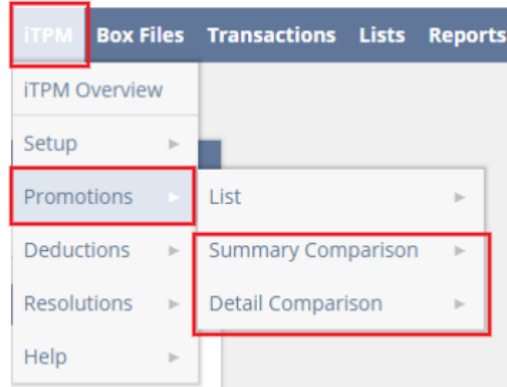 iTPM Box Files Transactions Lists Reports
iTPM Overview
Setup
Promotions
List
Deductions
Summary Comparison
Resolutions
Detail Comparison
Help